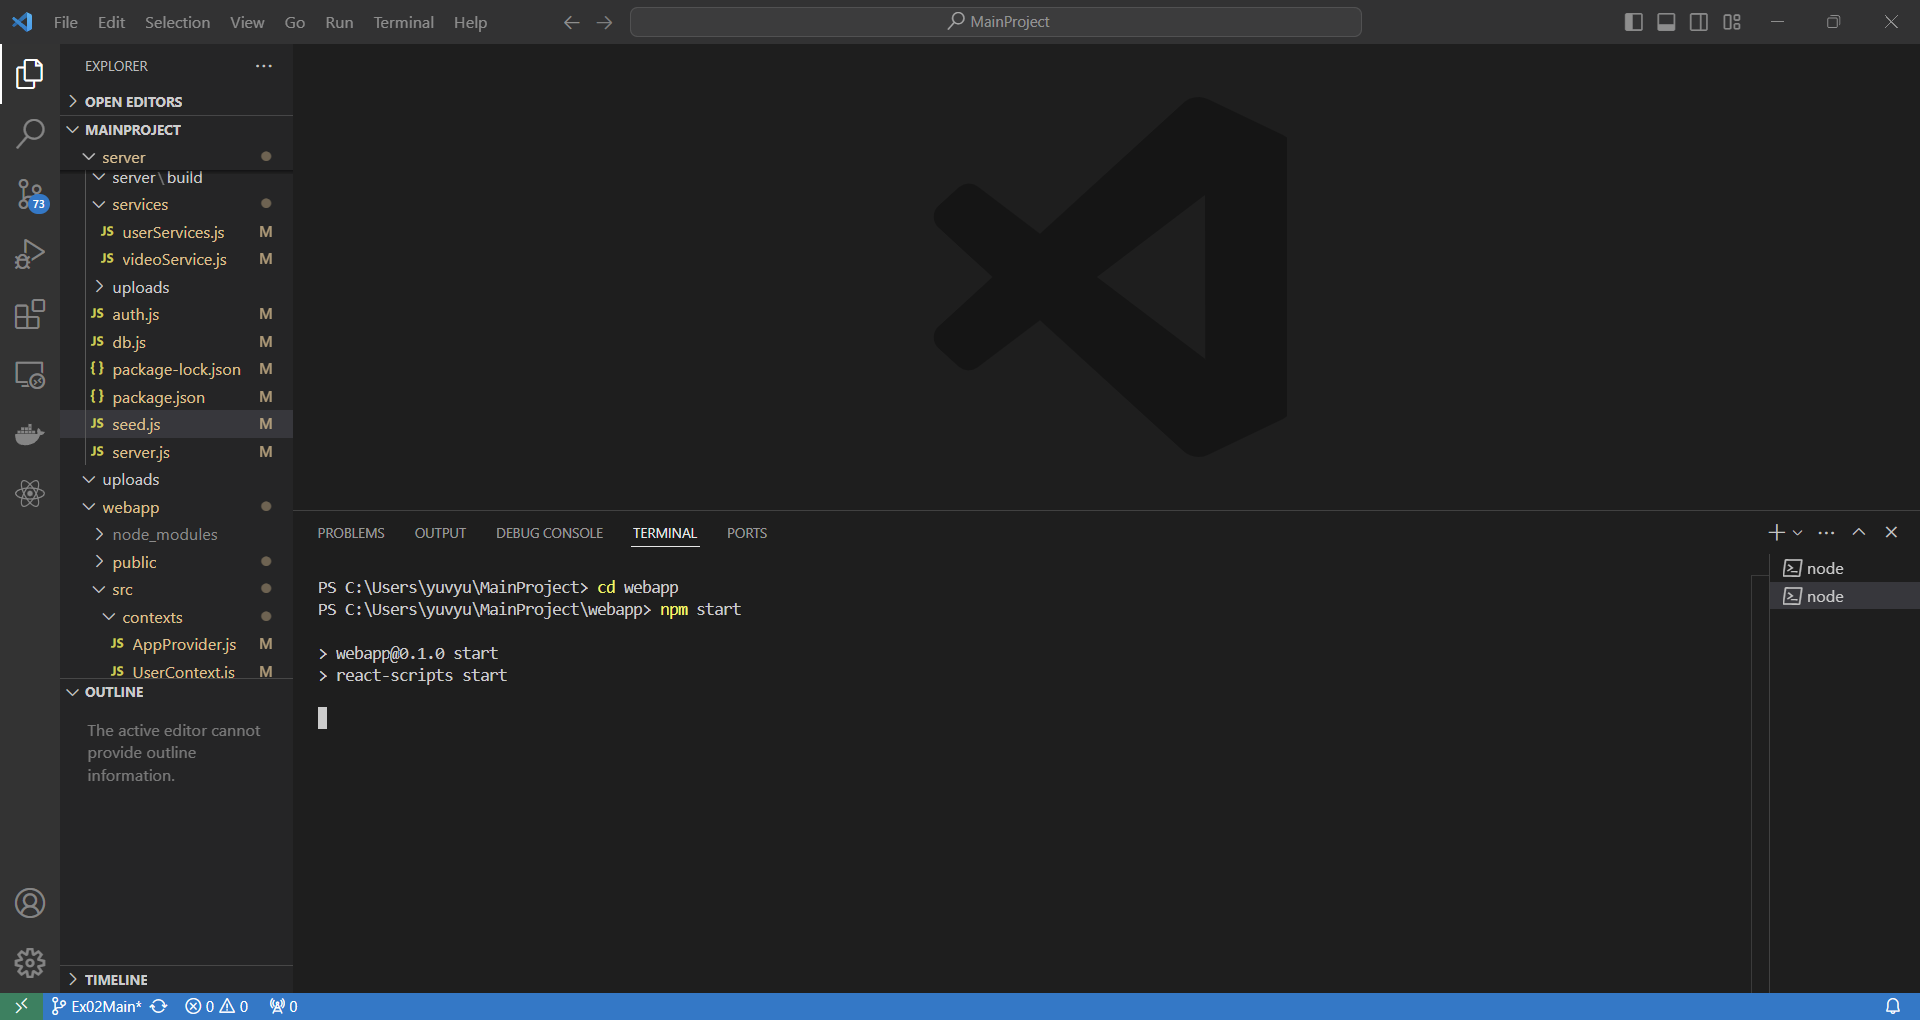 File Edit Selection View Go Run Terminal Help
MainProject
EXPLORER
OPEN EDITORS
MAINPROJECT
server
server\build
services
JS userServices.js M
JS videoService.js M
uploads
JS auth.js M
JS db.js M
{} package-lock.json M
{} package.json M
JS seed.js M
JS server.js M
uploads
webapp
node_modules
public
src
contexts
JS AppProvider.js M
JS UserContext.js M
OUTLINE
The active editor cannot
provide outline
information.
TIMELINE
73
PROBLEMS OUTPUT DEBUG CONSOLE TERMINAL PORTS
PS C:\Users\yuvyu\MainProject> cd webapp
PS C:\Users\yuvyu\MainProject\webapp> npm start
> webapp@0.1.0 start
> react-scripts start
node
node
Ex02Main* 0 0 0